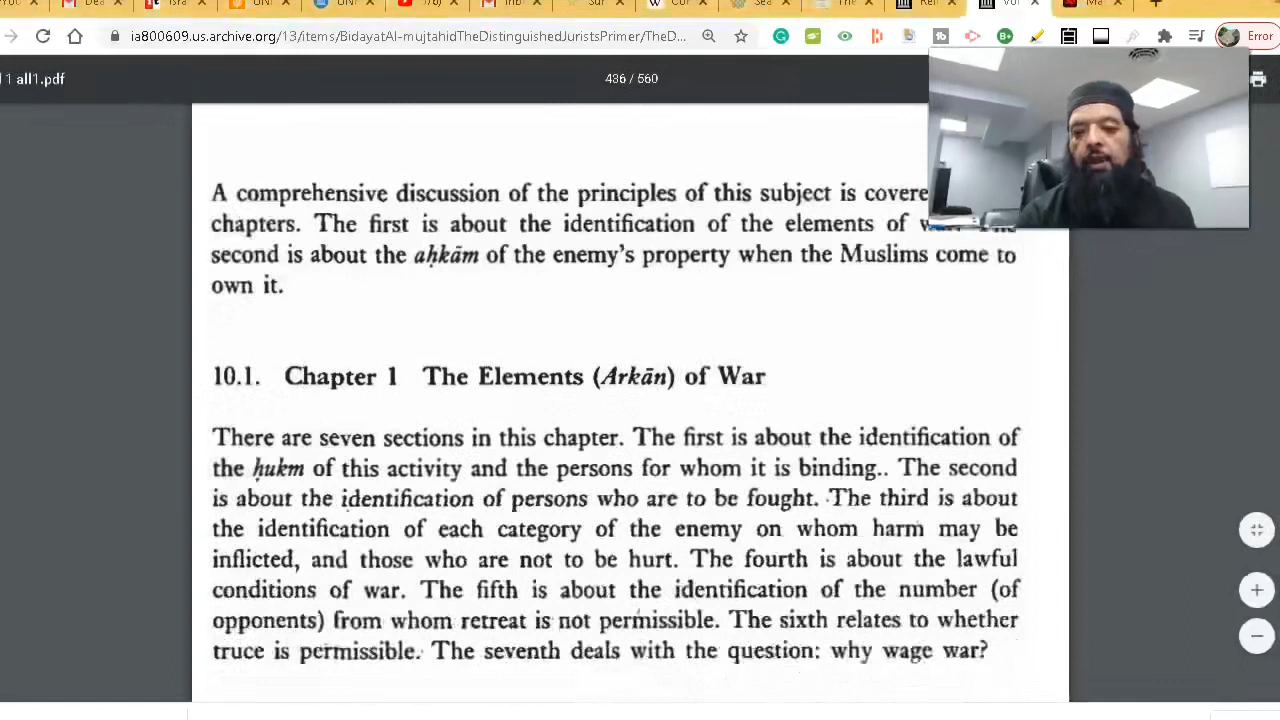 Dea
Inb
ia800609.us.archive.org/13/items/BidayatAl-mujtahidTheDistinguishedJuristsPrimer/TheD...
Error
1 all1.pdf
436 / 560
A comprehensive discussion of the principles of this subject is covere
chapters. The first is about the identification of the elements of
second is about the aḥkām of the enemy's property when the Muslims come to
own it.
10.1. Chapter 1 The Elements (Arkān) of War
There are seven sections in this chapter. The first is about the identification of
the ḥukm of this activity and the persons for whom it is binding.. The second
is about the identification of persons who are to be fought. The third is about
the identification of each category of the enemy on whom harm may be
inflicted, and those who are not to be hurt. The fourth is about the lawful
conditions of war. The fifth is about the identification of the number (of
opponents) from whom retreat is not permissible. The sixth relates to whether
truce is permissible. The seventh deals with the question: why wage war?